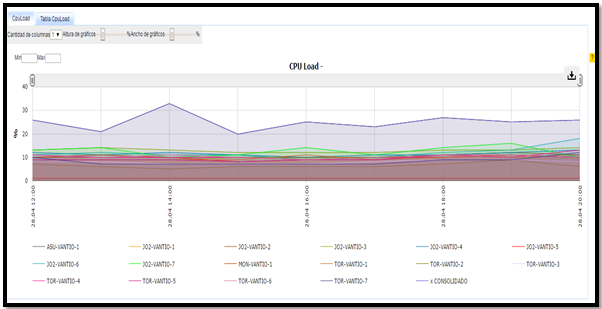 CpuLoad Tabla CpuLoad
Cantidad de columnas 1 Altura de gráficos % Ancho de gráficos %
Min Max ?
CPU Load -
40
30
%
20
10
0
28.04 12:00 28.04 14:00 28.04 16:00 28.04 18:00 28.04 20:00
ASU-VANTIO-1 JO2-VANTIO-1 JO2-VANTIO-2 JO2-VANTIO-3 JO2-VANTIO-4 JO2-VANTIO-5
JO2-VANTIO-6 JO2-VANTIO-7 MON-VANTIO-1 TOR-VANTIO-1 TOR-VANTIO-2 TOR-VANTIO-3
TOR-VANTIO-4 TOR-VANTIO-5 TOR-VANTIO-6 TOR-VANTIO-7 x CONSOLIDADO